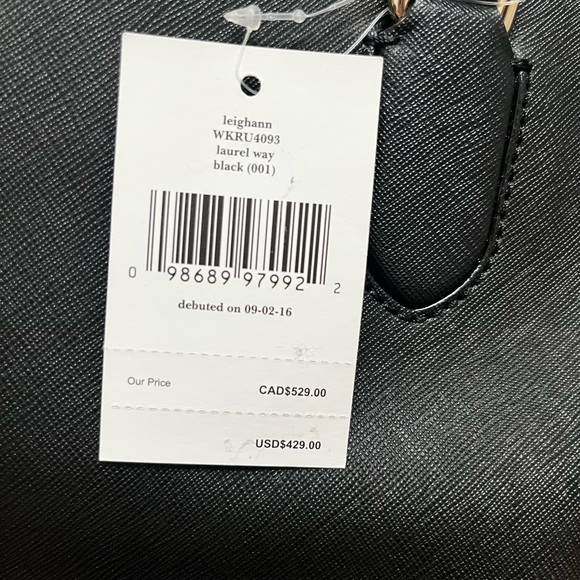 leighann
WKRU4093
laurel way
black (001)
0 98689 97992 2
debuted on 09-02-16
Our Price CAD$529.00
USD$429.00